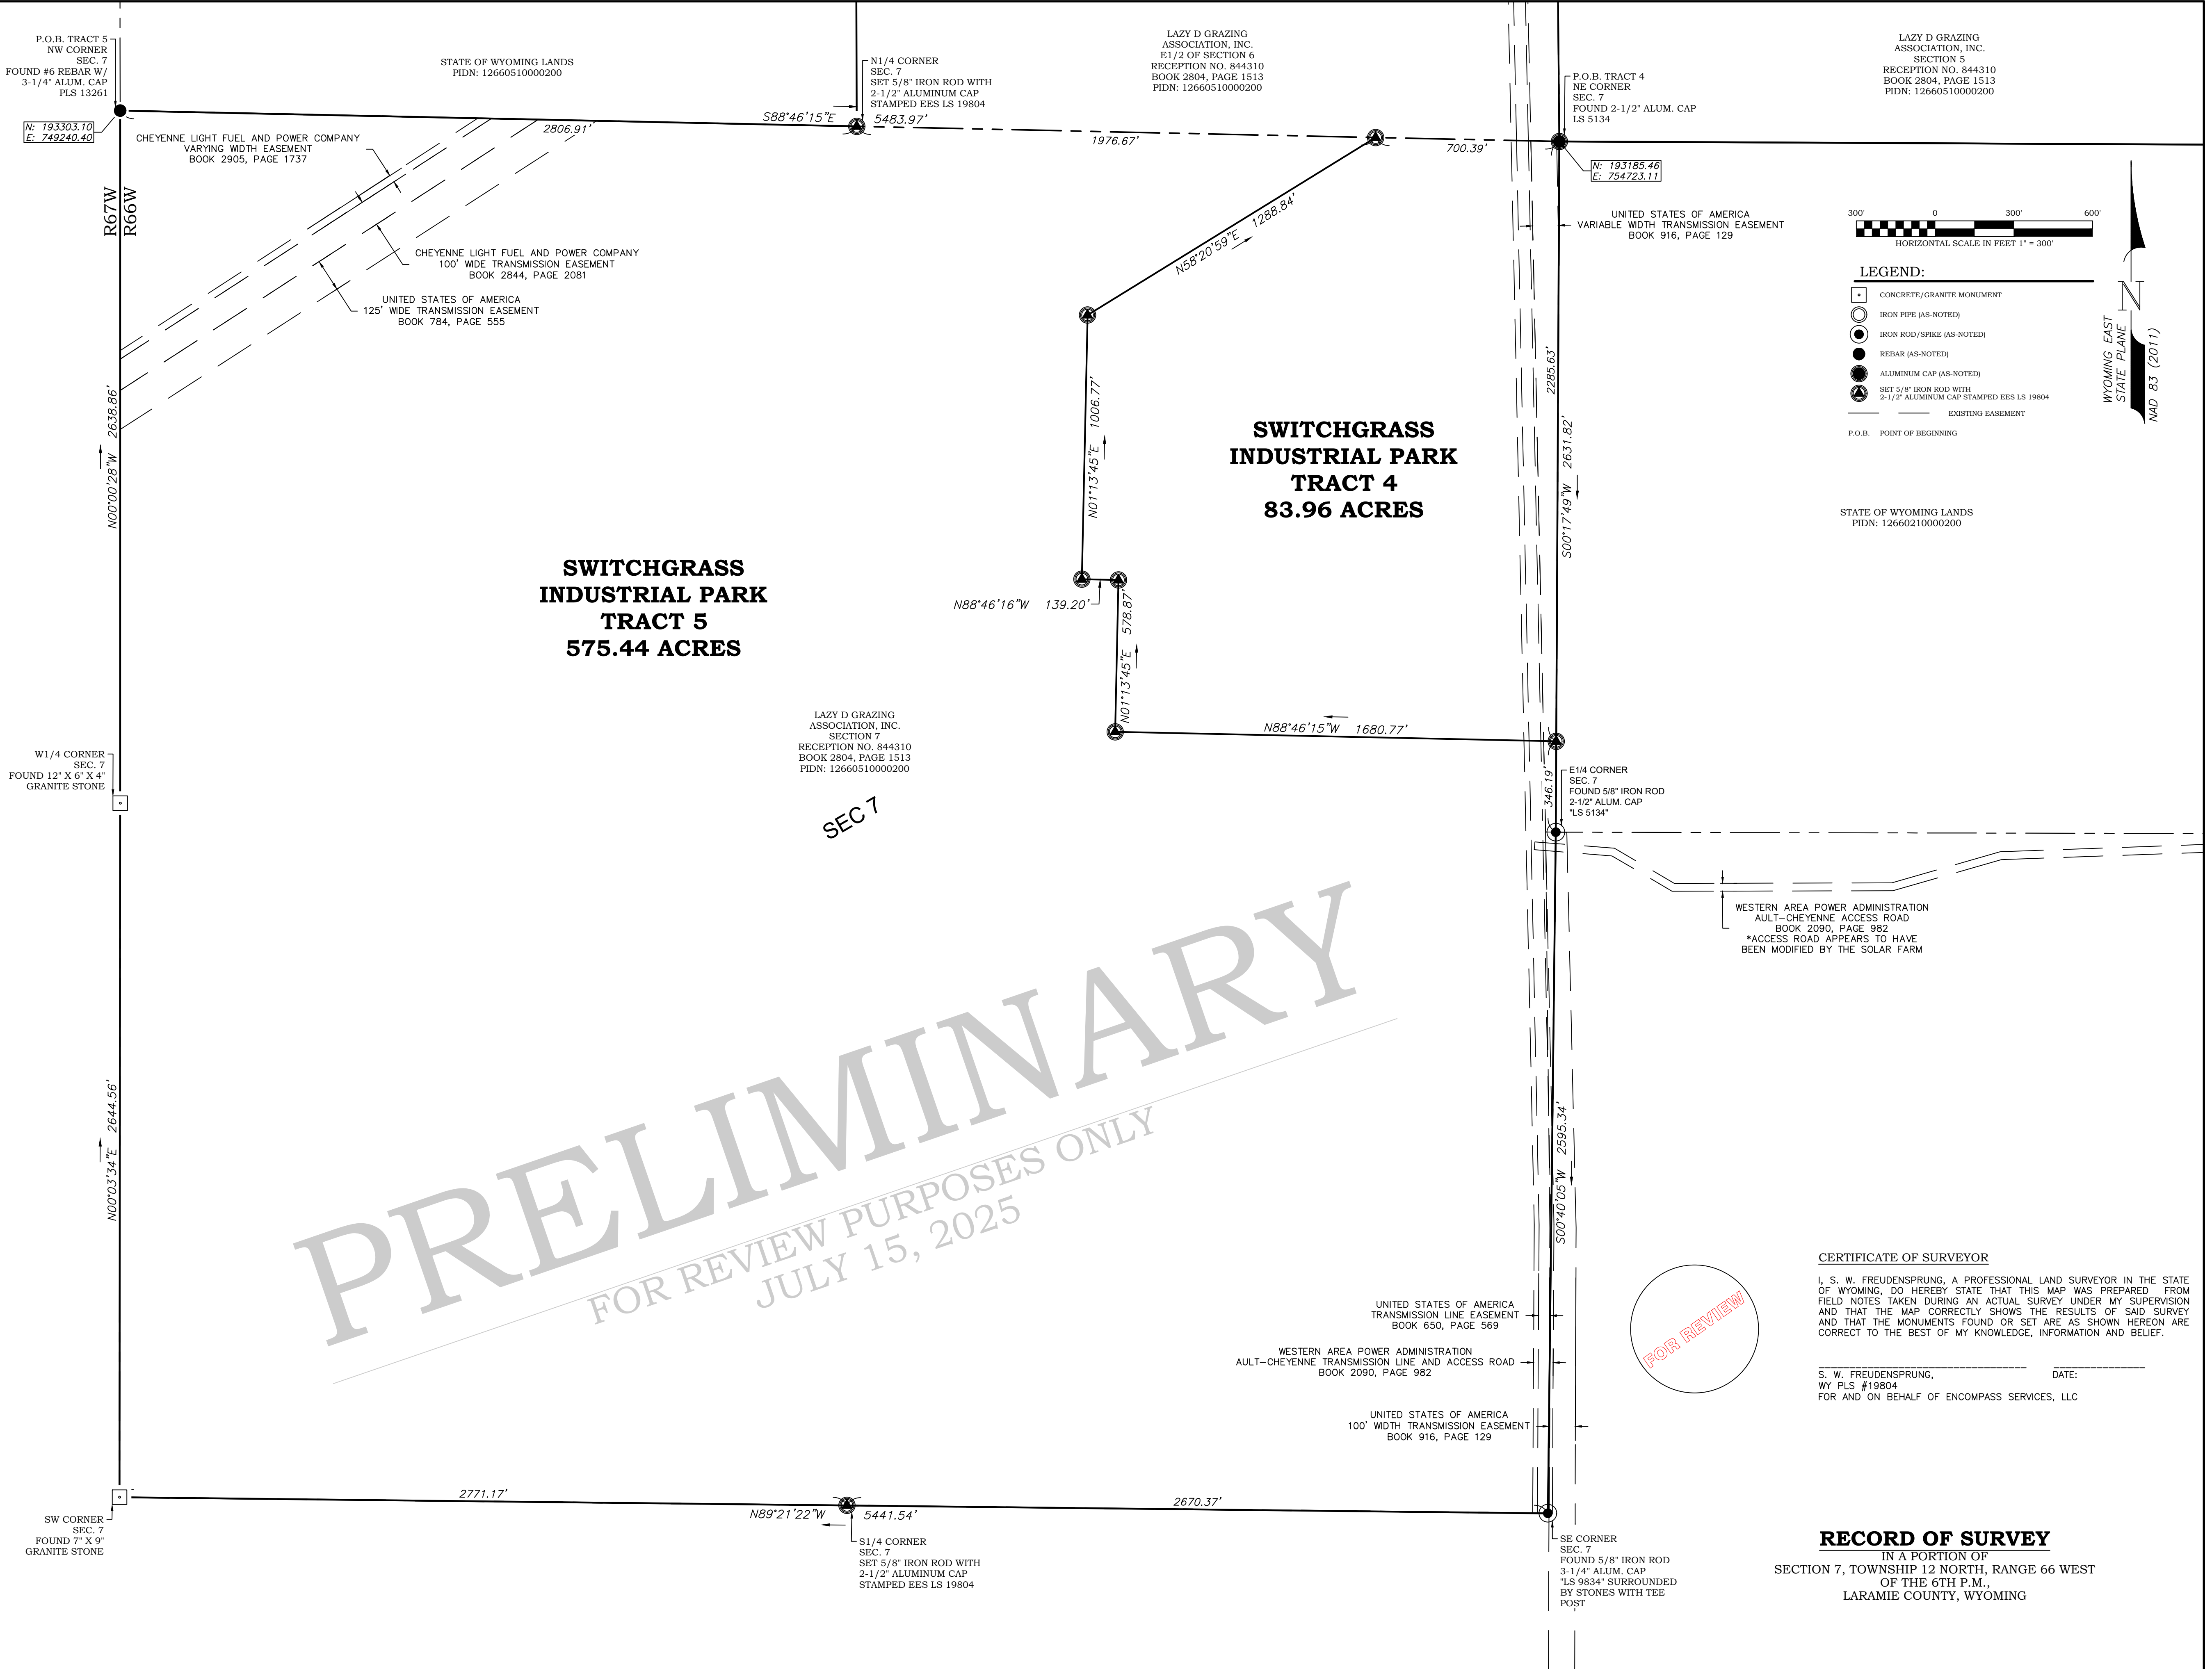 P.O.B. TRACT 5
NW CORNER
SEC. 7
FOUND #6 REBAR W/
3-1/4" ALUM. CAP
PLS 13261
N: 193303.10
E: 749240.40
STATE OF WYOMING LANDS
PIDN: 12660510000200
N1/4 CORNER
SEC. 7
SET 5/8" IRON ROD WITH
2-1/2" ALUMINUM CAP
STAMPED EES LS 19804
LAZY D GRAZING
ASSOCIATION, INC.
E1/2 OF SECTION 6
RECEPTION NO. 844310
BOOK 2804, PAGE 1513
PIDN: 12660510000200
P.O.B. TRACT 4
NE CORNER
SEC. 7
FOUND 2-1/2" ALUM. CAP
LS 5134
LAZY D GRAZING
ASSOCIATION, INC.
SECTION 5
RECEPTION NO. 844310
BOOK 2804, PAGE 1513
PIDN: 12660510000200
2806.91'
S88°46'15"E 5483.97'
1976.67'
700.39'
N: 193185.46
E: 754723.11
CHEYENNE LIGHT FUEL AND POWER COMPANY
VARYING WIDTH EASEMENT
BOOK 2905, PAGE 1737
R67W
R66W
CHEYENNE LIGHT FUEL AND POWER COMPANY
100' WIDE TRANSMISSION EASEMENT
BOOK 2844, PAGE 2081
UNITED STATES OF AMERICA
125' WIDE TRANSMISSION EASEMENT
BOOK 784, PAGE 555
N58°20'59"E 1288.84'
UNITED STATES OF AMERICA
VARIABLE WIDTH TRANSMISSION EASEMENT
BOOK 916, PAGE 129
300' 0 300' 600'
HORIZONTAL SCALE IN FEET 1" = 300'
LEGEND:
CONCRETE/GRANITE MONUMENT
IRON PIPE (AS-NOTED)
IRON ROD/SPIKE (AS-NOTED)
REBAR (AS-NOTED)
ALUMINUM CAP (AS-NOTED)
SET 5/8" IRON ROD WITH
2-1/2" ALUMINUM CAP STAMPED EES LS 19804
EXISTING EASEMENT
P.O.B. POINT OF BEGINNING
N
WYOMING EAST
STATE PLANE
NAD 83 (2011)
N00°00'28"W 2638.86'
N01°13'45"E 1006.77'
2285.63'
S00°17'49"W 2631.82'
SWITCHGRASS
INDUSTRIAL PARK
TRACT 4
83.96 ACRES
STATE OF WYOMING LANDS
PIDN: 12660210000200
SWITCHGRASS
INDUSTRIAL PARK
TRACT 5
575.44 ACRES
N88°46'16"W 139.20'
N01°13'45"E 578.87'
N88°46'15"W 1680.77'
LAZY D GRAZING
ASSOCIATION, INC.
SECTION 7
RECEPTION NO. 844310
BOOK 2804, PAGE 1513
PIDN: 12660510000200
W1/4 CORNER
SEC. 7
FOUND 12" X 6" X 4"
GRANITE STONE
SEC 7
346.19'
E1/4 CORNER
SEC. 7
FOUND 5/8" IRON ROD
2-1/2" ALUM. CAP
"LS 5134"
WESTERN AREA POWER ADMINISTRATION
AULT-CHEYENNE ACCESS ROAD
BOOK 2090, PAGE 982
*ACCESS ROAD APPEARS TO HAVE
BEEN MODIFIED BY THE SOLAR FARM
PRELIMINARY
FOR REVIEW PURPOSES ONLY
JULY 15, 2025
N00°03'34"E 2644.56'
S00°40'05"W 2595.34'
UNITED STATES OF AMERICA
TRANSMISSION LINE EASEMENT
BOOK 650, PAGE 569
WESTERN AREA POWER ADMINISTRATION
AULT-CHEYENNE TRANSMISSION LINE AND ACCESS ROAD
BOOK 2090, PAGE 982
UNITED STATES OF AMERICA
100' WIDTH TRANSMISSION EASEMENT
BOOK 916, PAGE 129
FOR REVIEW
CERTIFICATE OF SURVEYOR
I, S. W. FREUDENSPRUNG, A PROFESSIONAL LAND SURVEYOR IN THE STATE
OF WYOMING, DO HEREBY STATE THAT THIS MAP WAS PREPARED FROM
FIELD NOTES TAKEN DURING AN ACTUAL SURVEY UNDER MY SUPERVISION
AND THAT THE MAP CORRECTLY SHOWS THE RESULTS OF SAID SURVEY
AND THAT THE MONUMENTS FOUND OR SET ARE AS SHOWN HEREON ARE
CORRECT TO THE BEST OF MY KNOWLEDGE, INFORMATION AND BELIEF.
S. W. FREUDENSPRUNG, DATE:
WY PLS #19804
FOR AND ON BEHALF OF ENCOMPASS SERVICES, LLC
2771.17'
N89°21'22"W 5441.54'
2670.37'
SW CORNER
SEC. 7
FOUND 7" X 9"
GRANITE STONE
S1/4 CORNER
SEC. 7
SET 5/8" IRON ROD WITH
2-1/2" ALUMINUM CAP
STAMPED EES LS 19804
SE CORNER
SEC. 7
FOUND 5/8" IRON ROD
3-1/4" ALUM. CAP
"LS 9834" SURROUNDED
BY STONES WITH TEE
POST
RECORD OF SURVEY
IN A PORTION OF
SECTION 7, TOWNSHIP 12 NORTH, RANGE 66 WEST
OF THE 6TH P.M.,
LARAMIE COUNTY, WYOMING